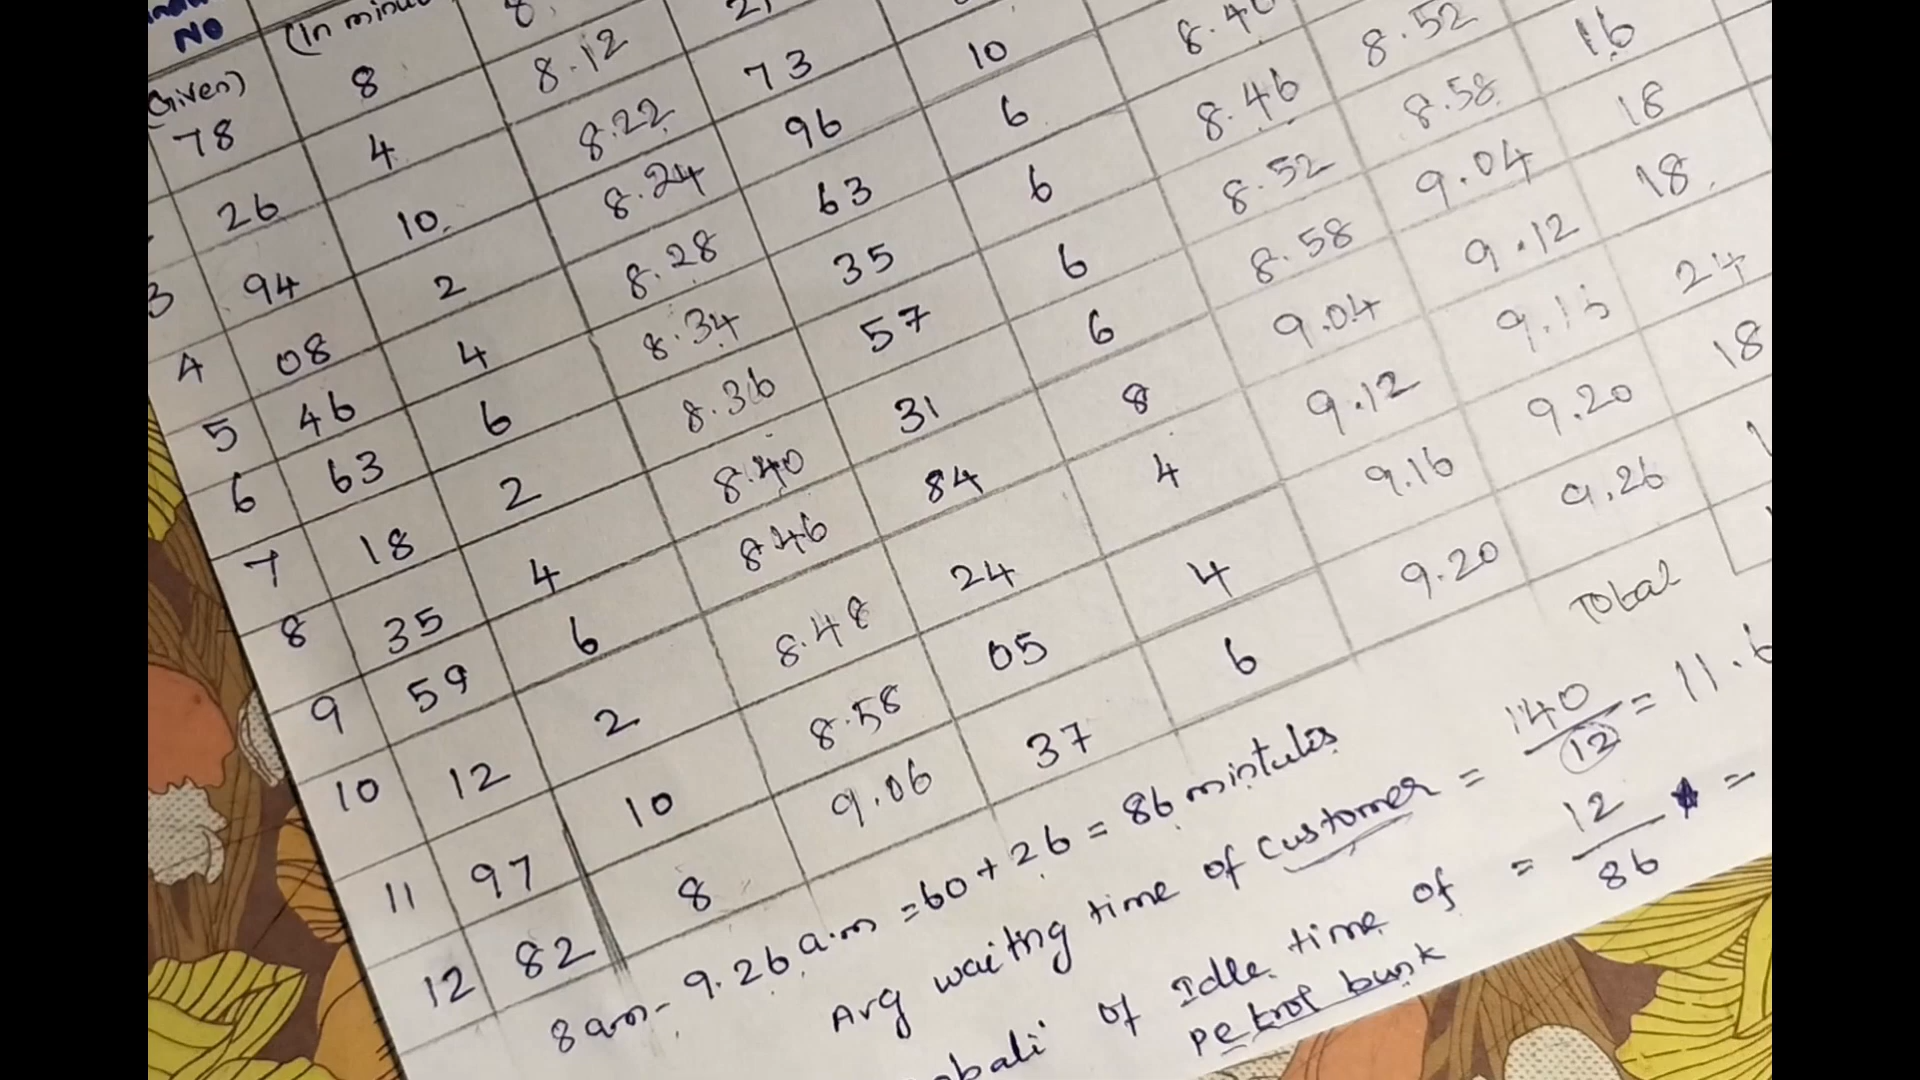 NO (In minu 8.
(Given)
78 8
26 4 8.12
3 94 10 8.22 73
4 08 2 8.24 96 10
5 46 4 8.28 63 6
6 63 6 8.34 35 6 8.46 8.52
7 18 2 8.36 57 6 8.52 8.58 16
8 35 4 8.40 31 6 8.58 9.04 18
9 59 6 8.46 84 8 9.04 9.12 18
10 12 2 8.48 24 4 9.12 9.16 24
11 97 10 8.58 05 4 9.16 9.20 18
12 82 8 9.06 37 6 9.20 9.26
Total
8am - 9.26 a.m = 60 + 26 = 86 mintutes
Avg waiting time of customer = 140/12 = 11.6
of Idle time of petrol bunk = 12/86 =